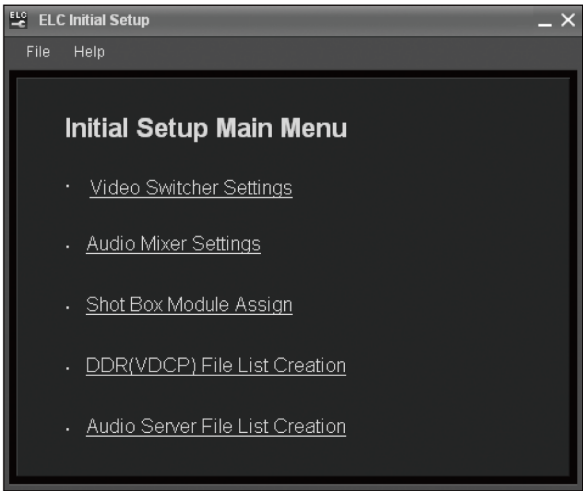 ELC ELC Initial Setup
File Help
Initial Setup Main Menu
· Video Switcher Settings
· Audio Mixer Settings
· Shot Box Module Assign
· DDR(VDCP) File List Creation
· Audio Server File List Creation